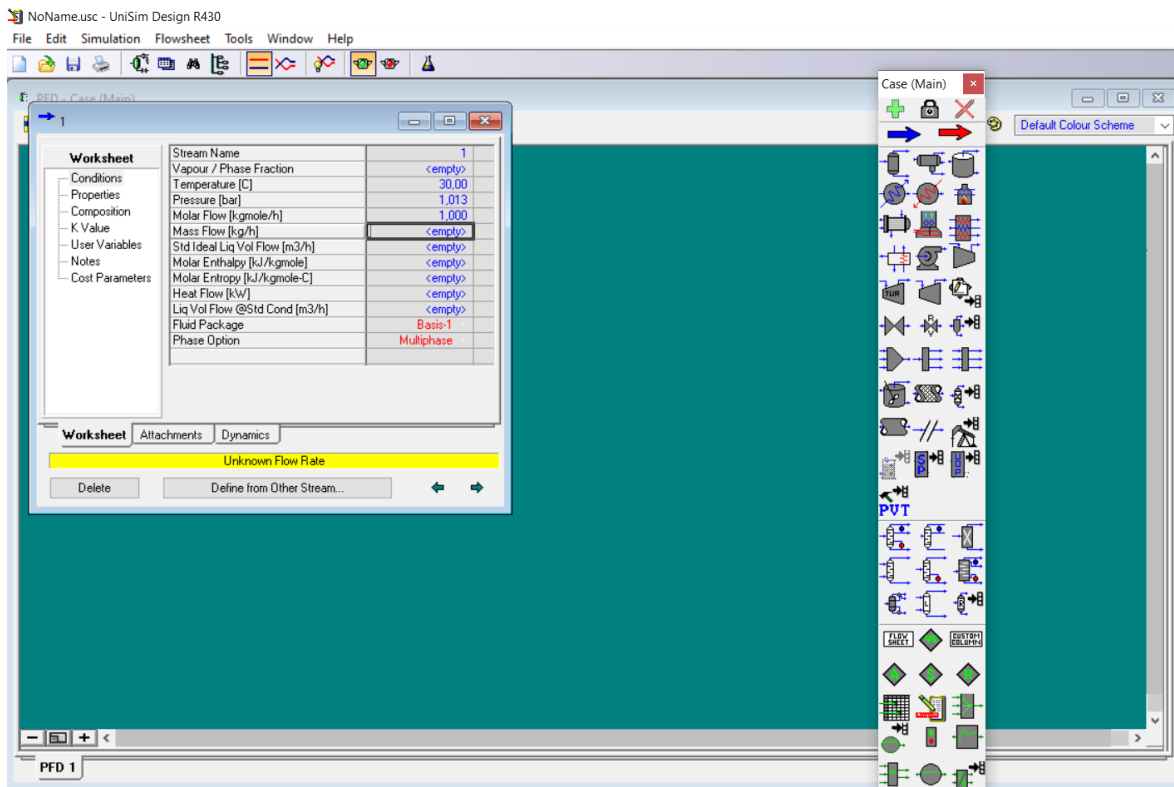 NoName.usc - UniSim Design R430
File Edit Simulation Flowsheet Tools Window Help
PFD - Case (Main)
Case (Main)
Default Colour Scheme
1
Worksheet
Conditions
Properties
Composition
K Value
User Variables
Notes
Cost Parameters
Stream Name 1
Vapour / Phase Fraction <empty>
Temperature [C] 30,00
Pressure [bar] 1,013
Molar Flow [kgmole/h] 1,000
Mass Flow [kg/h] <empty>
Std Ideal Liq Vol Flow [m3/h] <empty>
Molar Enthalpy [kJ/kgmole] <empty>
Molar Entropy [kJ/kgmole-C] <empty>
Heat Flow [kW] <empty>
Liq Vol Flow @Std Cond [m3/h] <empty>
Fluid Package Basis-1
Phase Option Multiphase
Worksheet Attachments Dynamics
Unknown Flow Rate
Delete Define from Other Stream...
TUR
PVT
FLOW SHEET
CUSTOM COLUMN
PFD 1